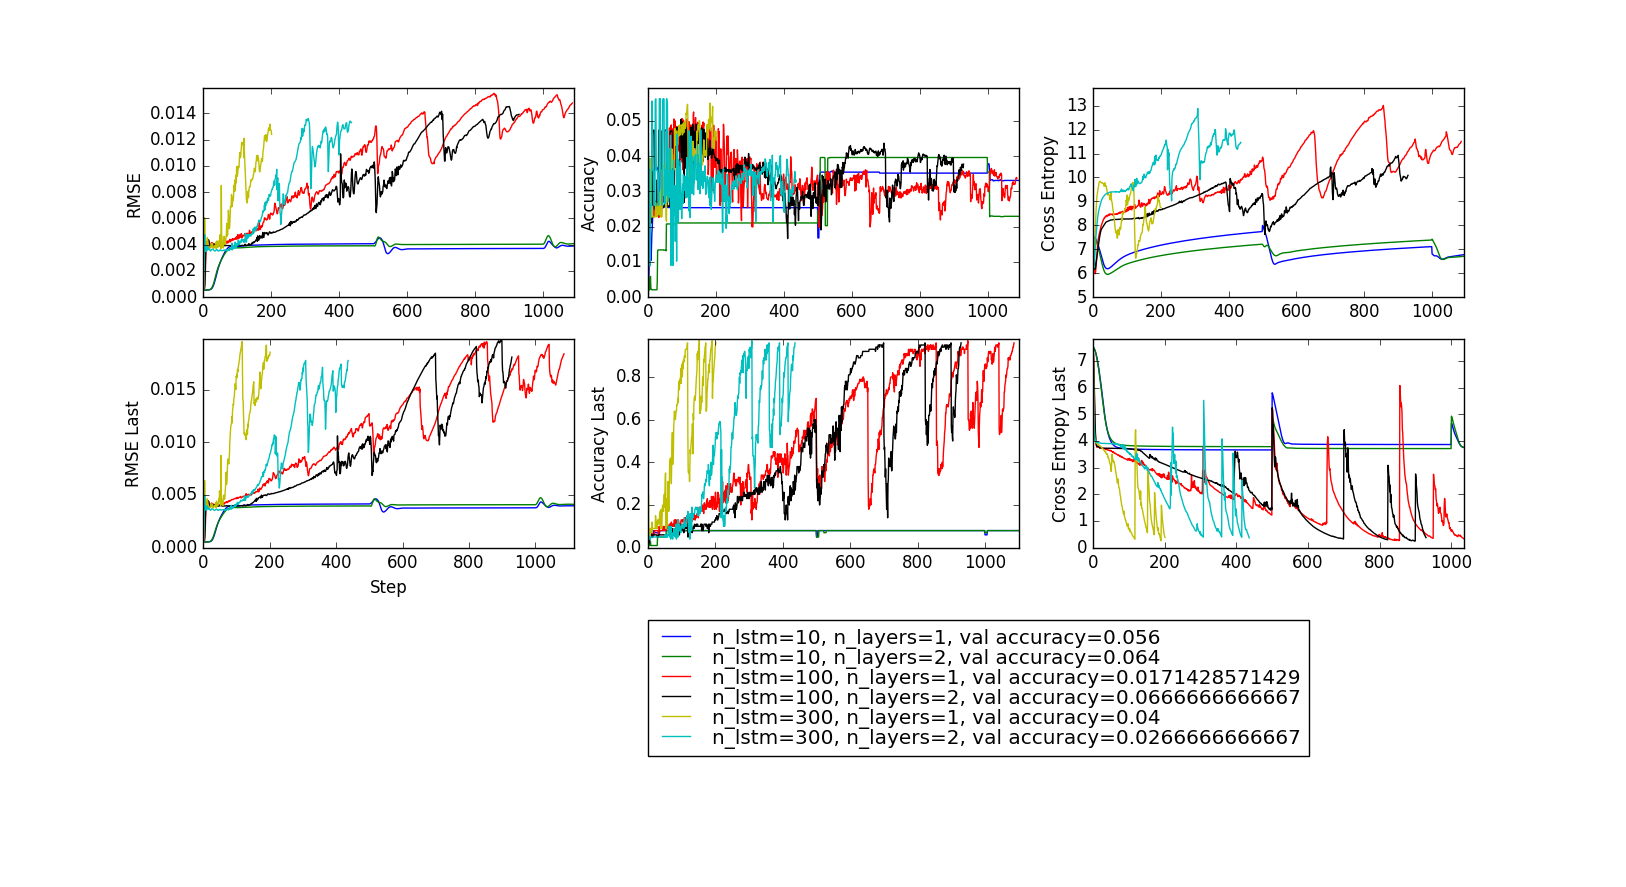 RMSE
0.014
0.012
0.010
0.008
0.006
0.004
0.002
0.000
0 200 400 600 800 1000
Accuracy
0.05
0.04
0.03
0.02
0.01
0.00
0 200 400 600 800 1000
Cross Entropy
13
12
11
10
9
8
7
6
5
0 200 400 600 800 1000
RMSE Last
0.015
0.010
0.005
0.000
0 200 400 600 800 1000
Step
Accuracy Last
0.8
0.6
0.4
0.2
0.0
0 200 400 600 800 1000
Cross Entropy Last
7
6
5
4
3
2
1
0
0 200 400 600 800 1000
n_lstm=10, n_layers=1, val accuracy=0.056
n_lstm=10, n_layers=2, val accuracy=0.064
n_lstm=100, n_layers=1, val accuracy=0.0171428571429
n_lstm=100, n_layers=2, val accuracy=0.0666666666667
n_lstm=300, n_layers=1, val accuracy=0.04
n_lstm=300, n_layers=2, val accuracy=0.0266666666667